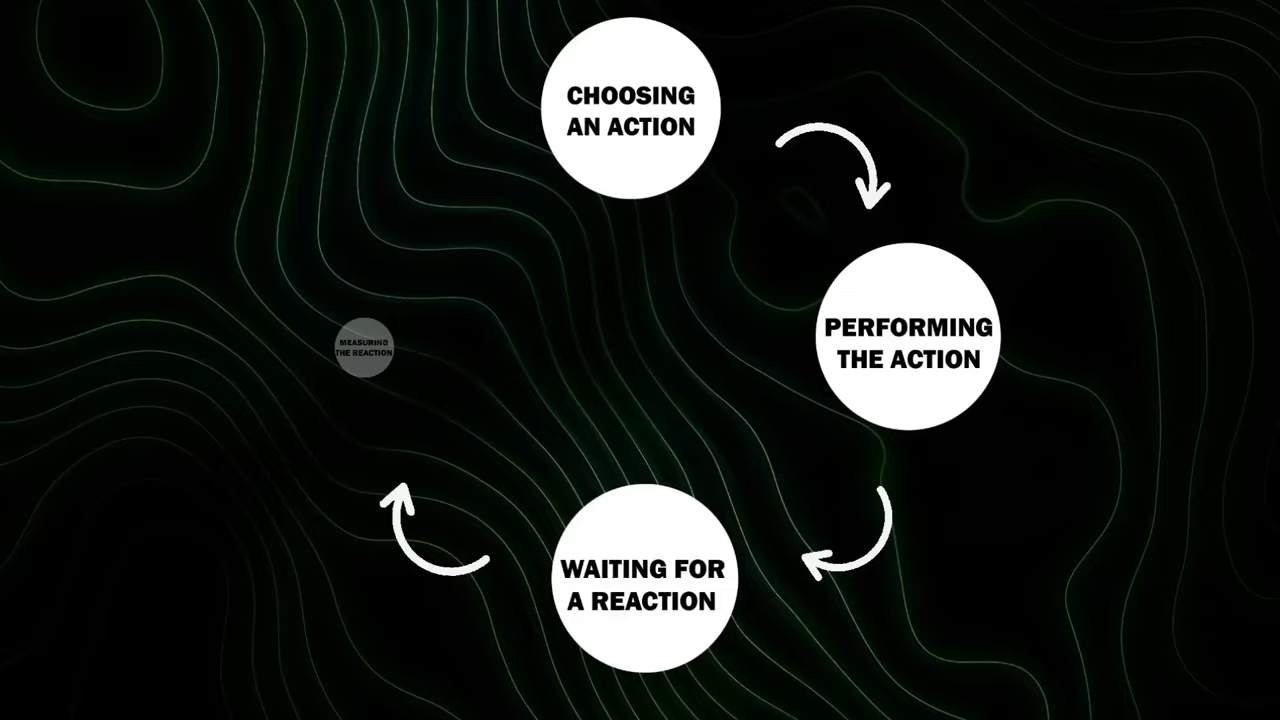 CHOOSING
AN ACTION
PERFORMING
THE ACTION
WAITING FOR
A REACTION
MEASURING
THE REACTION